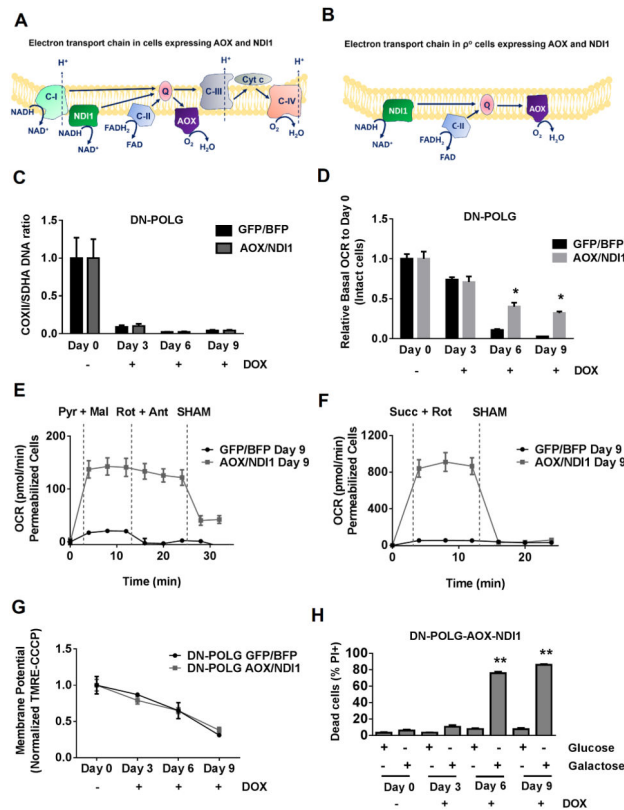 A
Electron transport chain in cells expressing AOX and NDI1
H⁺
H⁺
H⁺
C-I
Q
C-III
Cyt c
C-IV
NADH
NAD⁺
NADH
NDI1
NAD⁺
FADH₂
C-II
FAD
AOX
O₂
H₂O
O₂
H₂O
B
Electron transport chain in ρ⁰ cells expressing AOX and NDI1
NADH
NDI1
NAD⁺
FADH₂
C-II
FAD
Q
AOX
O₂
H₂O
C
DN-POLG
GFP/BFP
AOX/NDI1
COXII/SDHA DNA ratio
1.5
1.0
0.5
0.0
Day 0 Day 3 Day 6 Day 9
- + + + DOX
D
DN-POLG
GFP/BFP
AOX/NDI1
Relative Basal OCR to Day 0
(Intact cells)
1.5
1.0
0.5
0.0
* *
Day 0 Day 3 Day 6 Day 9
- + + + DOX
E
Pyr + Mal Rot + Ant SHAM
GFP/BFP Day 9
AOX/NDI1 Day 9
OCR (pmol/min)
Permeabilized Cells
200
150
100
50
0
0 10 20 30
Time (min)
F
Succ + Rot SHAM
GFP/BFP Day 9
AOX/NDI1 Day 9
OCR (pmol/min)
Permeabilized Cells
1200
800
400
0
0 10 20
Time (min)
G
DN-POLG GFP/BFP
DN-POLG AOX/NDI1
Membrane Potential
(Normalized TMRE-CCCP)
1.5
1.0
0.5
0.0
Day 0 Day 3 Day 6 Day 9
- + + + DOX
H
DN-POLG-AOX-NDI1
Dead cells (% PI+)
100
80
60
40
20
0
** **
+ - + - + - + - Glucose
- + - + - + - + Galactose
Day 0 Day 3 Day 6 Day 9
- + + + DOX